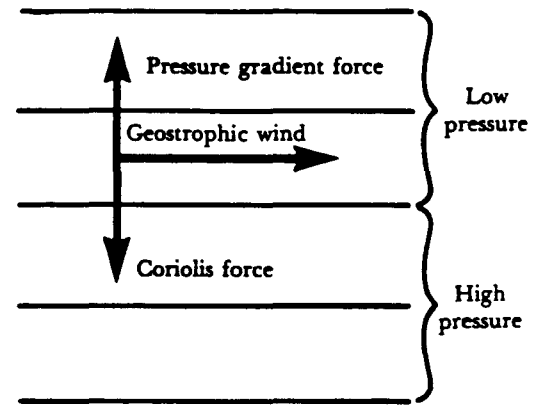 Pressure gradient force
Low
pressure
Geostrophic wind
Coriolis force
High
pressure